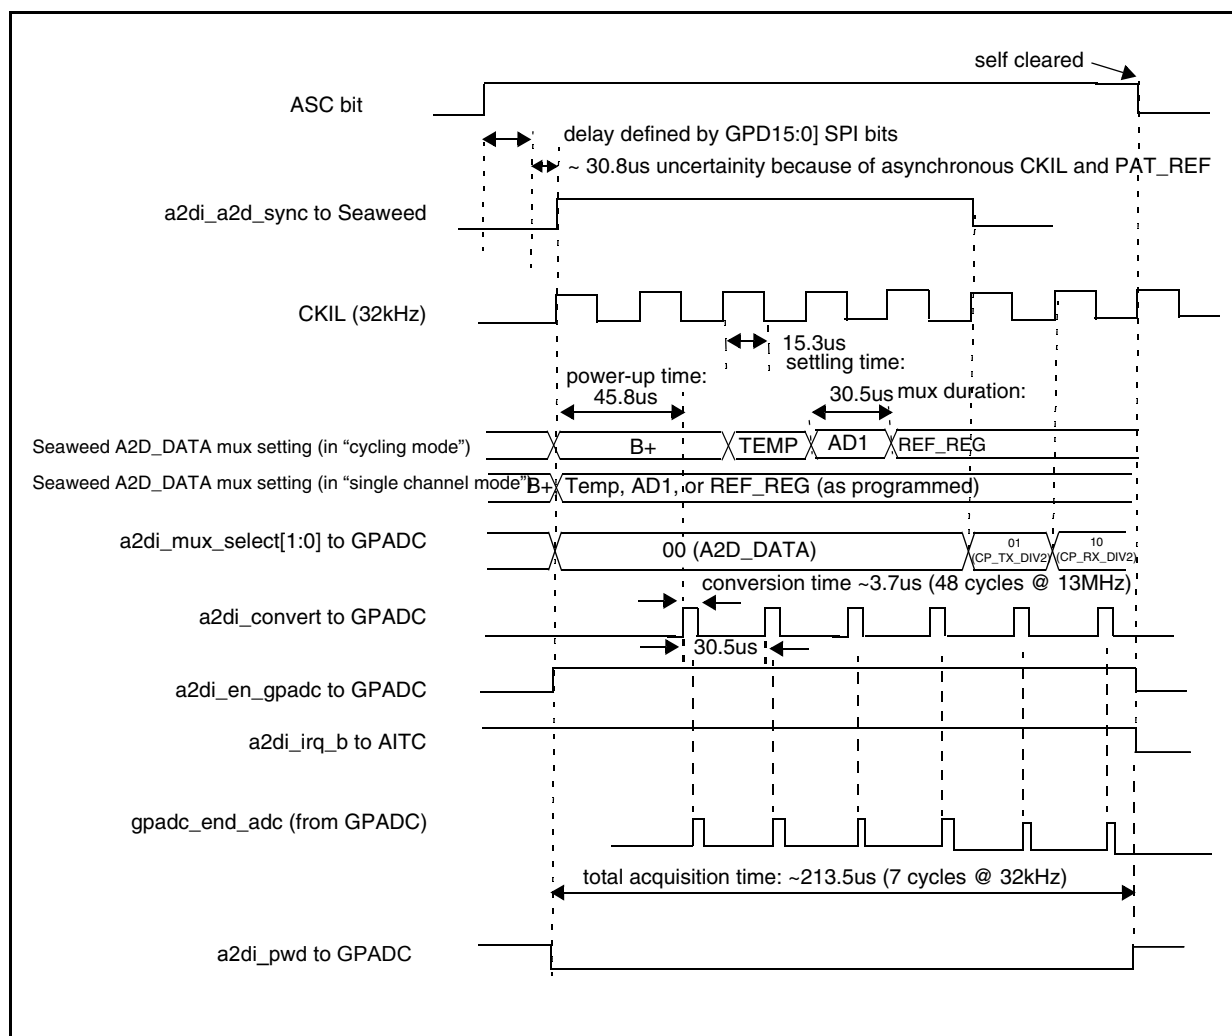 self cleared
ASC bit
delay defined by GPD15:0] SPI bits
~ 30.8us uncertainity because of asynchronous CKIL and PAT_REF
a2di_a2d_sync to Seaweed
CKIL (32kHz)
15.3us
settling time:
power-up time:
45.8us
30.5us
mux duration:
Seaweed A2D_DATA mux setting (in “cycling mode”)
B+
TEMP
AD1
REF_REG
Seaweed A2D_DATA mux setting (in “single channel mode”)
B+
Temp, AD1, or REF_REG (as programmed)
a2di_mux_select[1:0] to GPADC
00 (A2D_DATA)
01
(CP_TX_DIV2)
10
(CP_RX_DIV2)
conversion time ~3.7us (48 cycles @ 13MHz)
a2di_convert to GPADC
30.5us
a2di_en_gpadc to GPADC
a2di_irq_b to AITC
gpadc_end_adc (from GPADC)
total acquisition time: ~213.5us (7 cycles @ 32kHz)
a2di_pwd to GPADC